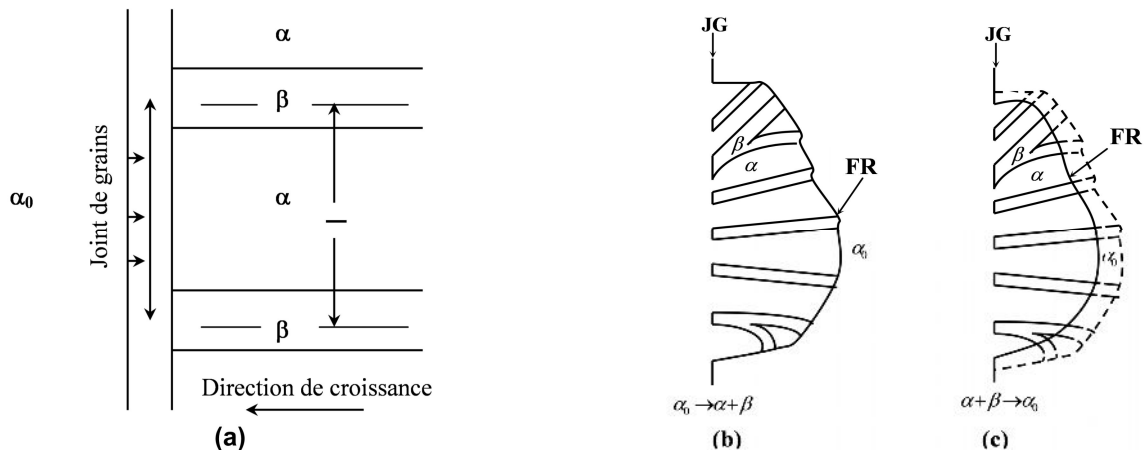 α
β
α₀
Joint de grains
α
l
β
Direction de croissance
(a)
JG
β
α
FR
α₀
α₀ → α + β
(b)
JG
β
α
FR
α₀
α + β → α₀
(c)